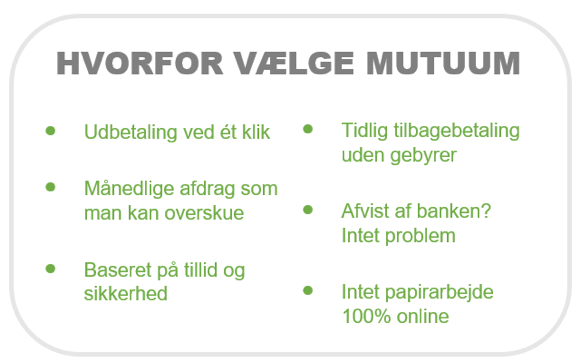 HVORFOR VÆLGE MUTUUM
Udbetaling ved ét klik
Månedlige afdrag som
man kan overskue
Baseret på tillid og
sikkerhed
Tidlig tilbagebetaling
uden gebyrer
Afvist af banken?
Intet problem
Intet papirarbejde
100% online